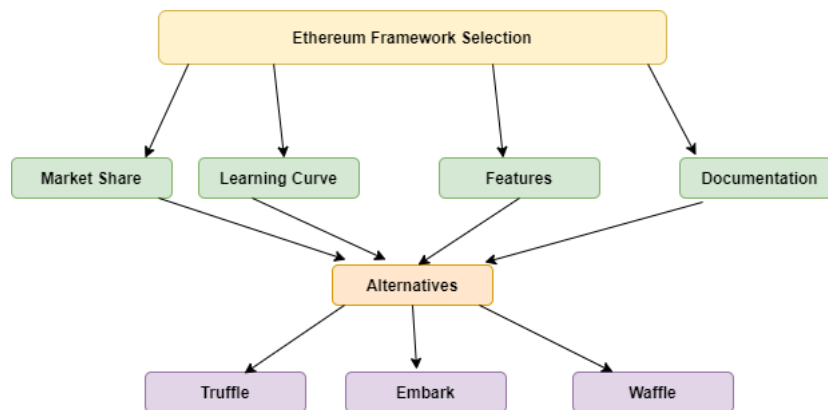 Ethereum Framework Selection
Market Share
Learning Curve
Features
Documentation
Alternatives
Truffle
Embark
Waffle